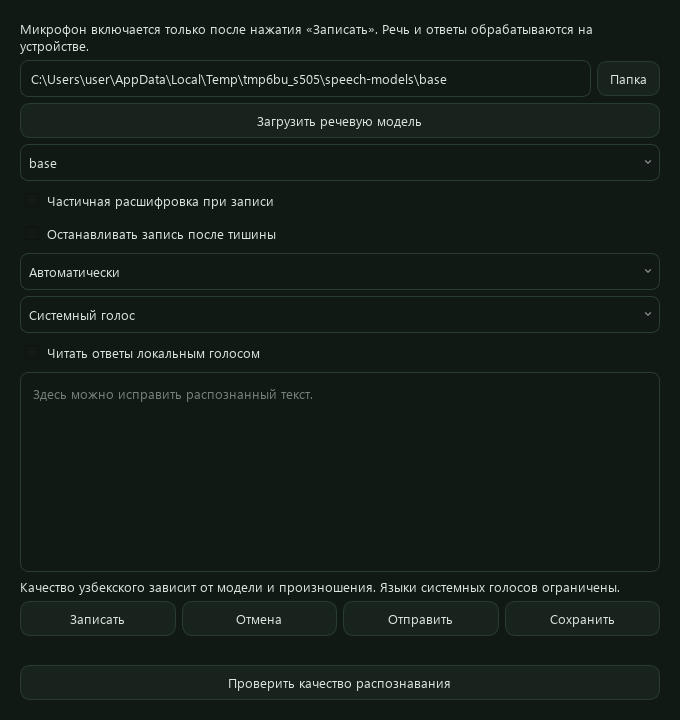 Микрофон включается только после нажатия «Записать». Речь и ответы обрабатываются на
устройстве.
C:\Users\user\AppData\Local\Temp\tmp6bu_s505\speech-models\base
Папка
Загрузить речевую модель
base
Частичная расшифровка при записи
Останавливать запись после тишины
Автоматически
Системный голос
Читать ответы локальным голосом
Здесь можно исправить распознанный текст.
Качество узбекского зависит от модели и произношения. Языки системных голосов ограничены.
Записать
Отмена
Отправить
Сохранить
Проверить качество распознавания